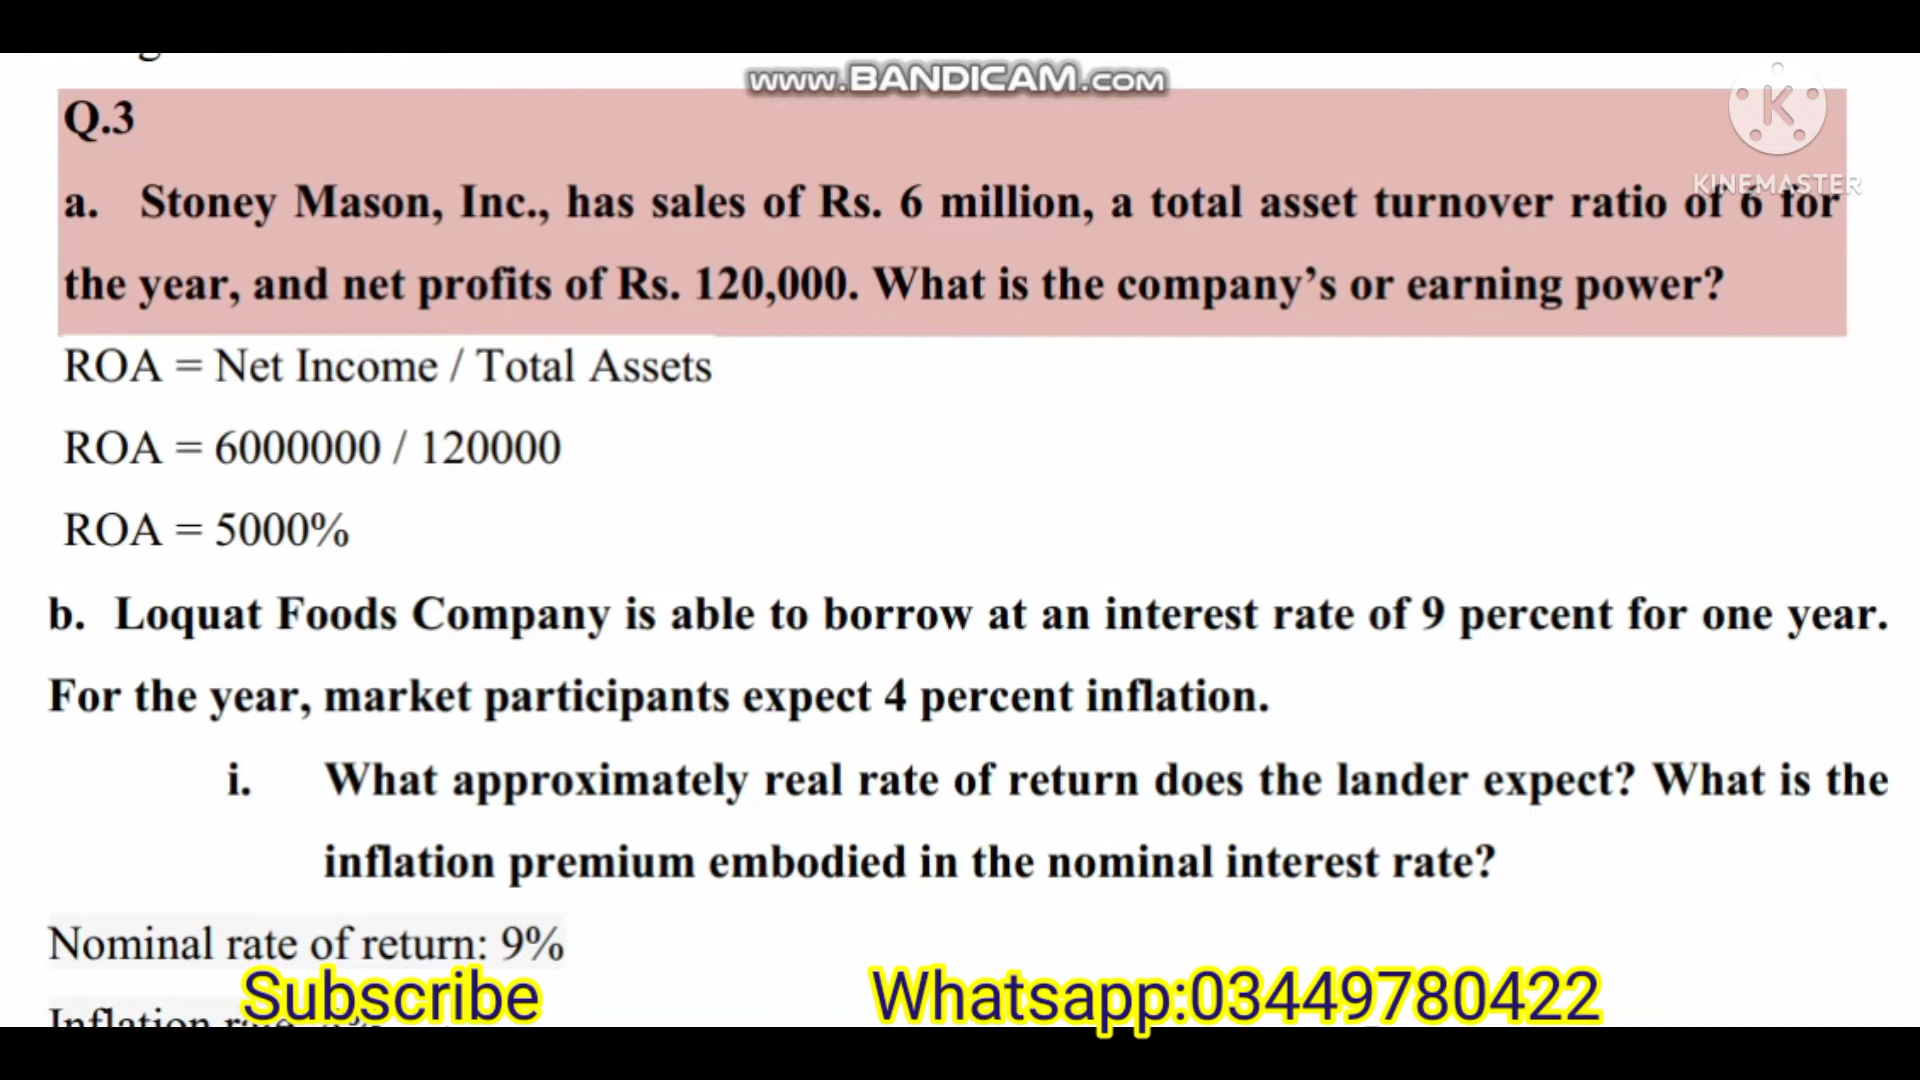 www.BANDICAM.com
Q.3
KINEMASTER
a. Stoney Mason, Inc., has sales of Rs. 6 million, a total asset turnover ratio of 6 for
the year, and net profits of Rs. 120,000. What is the company’s or earning power?
ROA = Net Income / Total Assets
ROA = 6000000 / 120000
ROA = 5000%
b. Loquat Foods Company is able to borrow at an interest rate of 9 percent for one year.
For the year, market participants expect 4 percent inflation.
i. What approximately real rate of return does the lander expect? What is the
inflation premium embodied in the nominal interest rate?
Nominal rate of return: 9%
Subscribe
Whatsapp:03449780422
Inflation